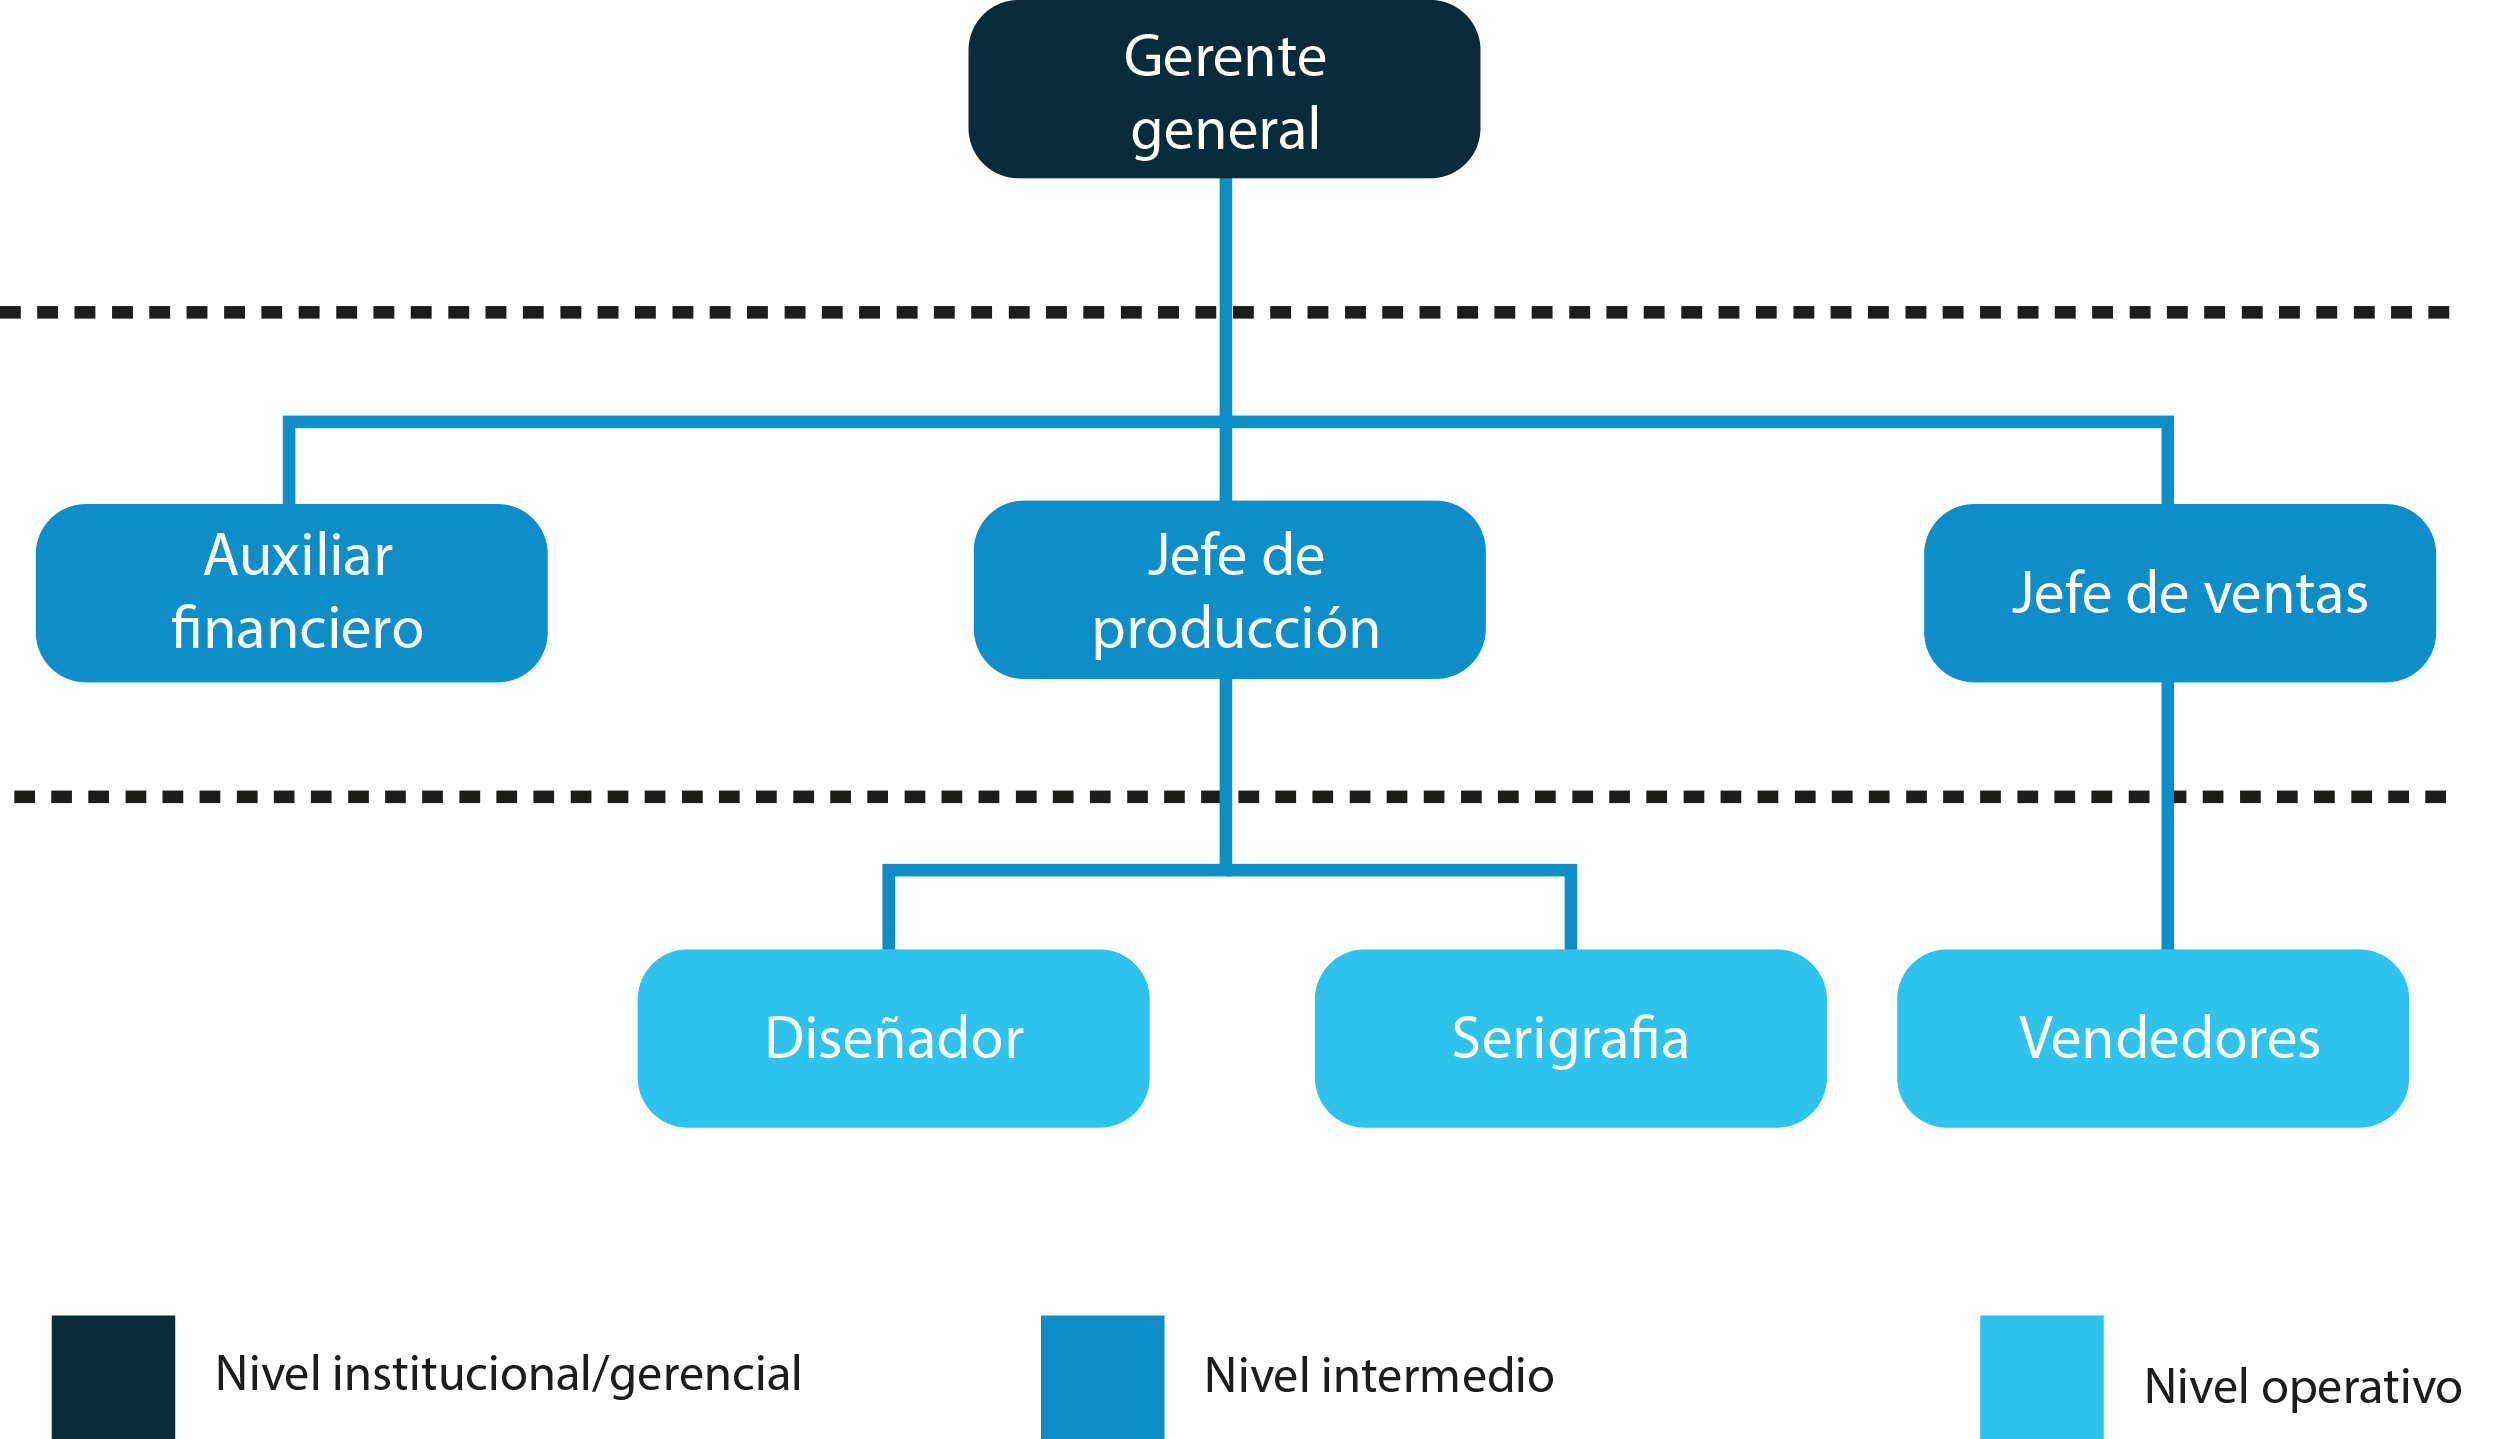 Gerente
general
Auxiliar
financiero
Jefe de
producción
Jefe de ventas
Diseñador
Serigrafia
Vendedores
Nivel institucional/gerencial
Nivel intermedio
Nivel operativo